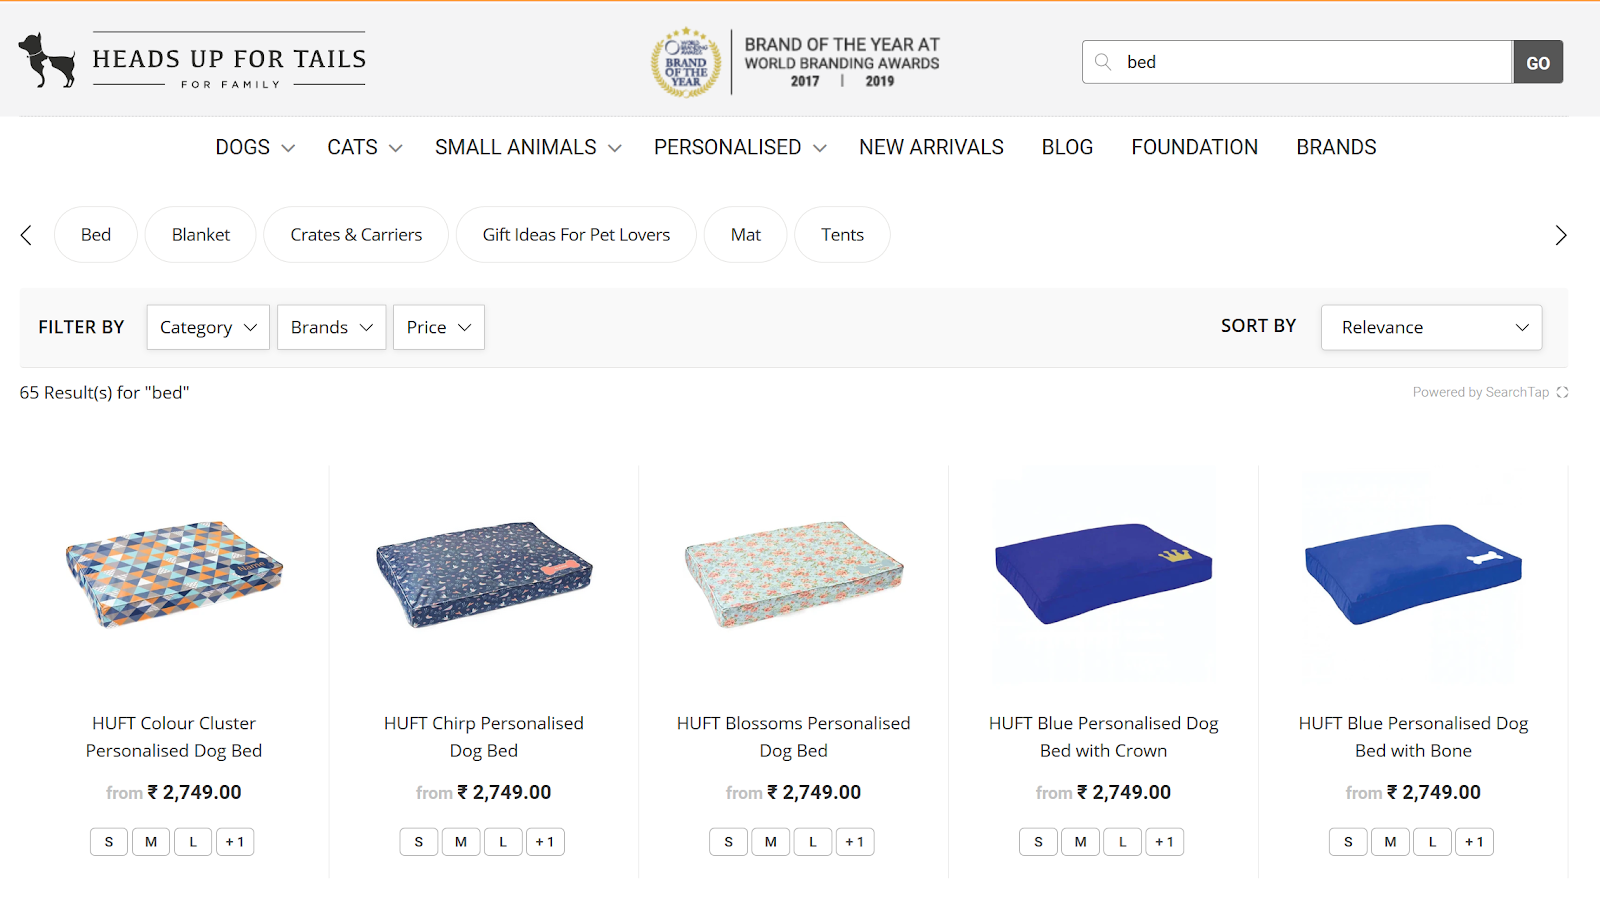 HEADS UP FOR TAILS
FOR FAMILY
WORLD
BRANDING
AWARDS
BRAND
OF THE
YEAR
BRAND OF THE YEAR AT
WORLD BRANDING AWARDS
2017 | 2019
bed
GO
DOGS CATS SMALL ANIMALS PERSONALISED NEW ARRIVALS BLOG FOUNDATION BRANDS
Bed Blanket Crates & Carriers Gift Ideas For Pet Lovers Mat Tents
FILTER BY Category Brands Price SORT BY Relevance
65 Result(s) for "bed" Powered by SearchTap
Name
HUFT Colour Cluster
Personalised Dog Bed
from ₹ 2,749.00
S M L +1
HUFT Chirp Personalised
Dog Bed
from ₹ 2,749.00
S M L +1
HUFT Blossoms Personalised
Dog Bed
from ₹ 2,749.00
S M L +1
HUFT Blue Personalised Dog
Bed with Crown
from ₹ 2,749.00
S M L +1
HUFT Blue Personalised Dog
Bed with Bone
from ₹ 2,749.00
S M L +1